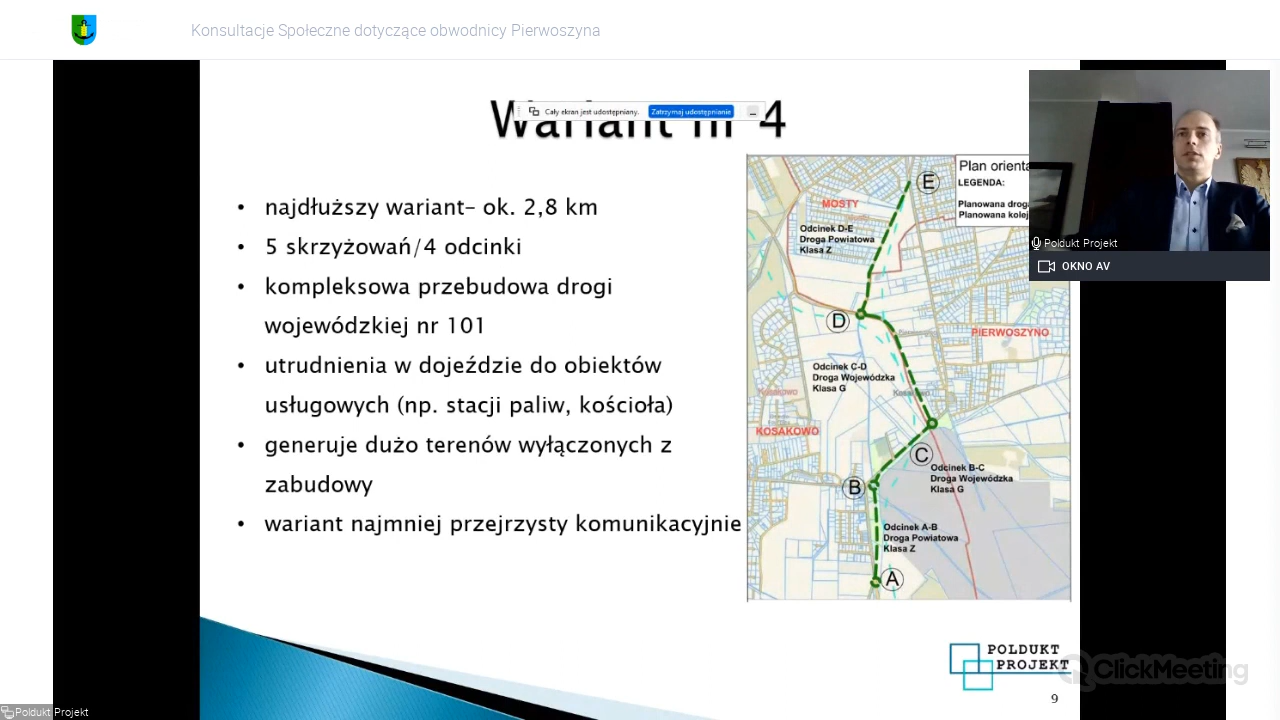 Konsultacje Społeczne dotyczące obwodnicy Pierwoszyna
Wariant nr 4
Cały ekran jest udostępniany.
Zatrzymaj udostępnianie
• najdłuższy wariant– ok. 2,8 km
• 5 skrzyżowań/4 odcinki
• kompleksowa przebudowa drogi
wojewódzkiej nr 101
• utrudnienia w dojeździe do obiektów
usługowych (np. stacji paliw, kościoła)
• generuje dużo terenów wyłączonych z
zabudowy
• wariant najmniej przejrzysty komunikacyjnie
Plan orienta
LEGENDA:
Planowana droga
Planowana kolej
E
MOSTY
Odcinek D-E
Droga Powiatowa
Klasa Z
D
PIERWOSZYNO
Odcinek C-D
Droga Wojewódzka
Klasa G
KOSAKOWO
C
Odcinek B-C
Droga Wojewódzka
Klasa G
B
Odcinek A-B
Droga Powiatowa
Klasa Z
A
Poldukt Projekt
OKNO AV
POLDUKT
PROJEKT
ClickMeeting
9
Poldukt Projekt